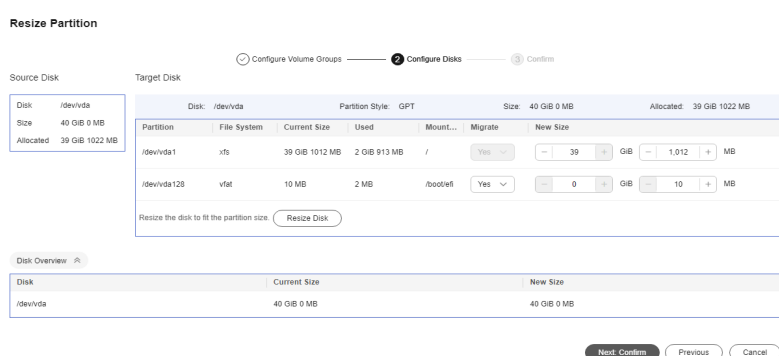 Resize Partition
Configure Volume Groups 2 Configure Disks 3 Confirm
Source Disk
Target Disk
Disk /dev/vda
Size 40 GiB 0 MB
Allocated 39 GiB 1022 MB
Disk: /dev/vda Partition Style: GPT Size: 40 GiB 0 MB Allocated: 39 GiB 1022 MB
Partition File System Current Size Used Mount... Migrate New Size
/dev/vda1 xfs 39 GiB 1012 MB 2 GiB 913 MB / Yes − 39 + GiB − 1,012 + MB
/dev/vda128 vfat 10 MB 2 MB /boot/efi Yes − 0 + GiB − 10 + MB
Resize the disk to fit the partition size. Resize Disk
Disk Overview
Disk Current Size New Size
/dev/vda 40 GiB 0 MB 40 GiB 0 MB
Next: Confirm Previous Cancel